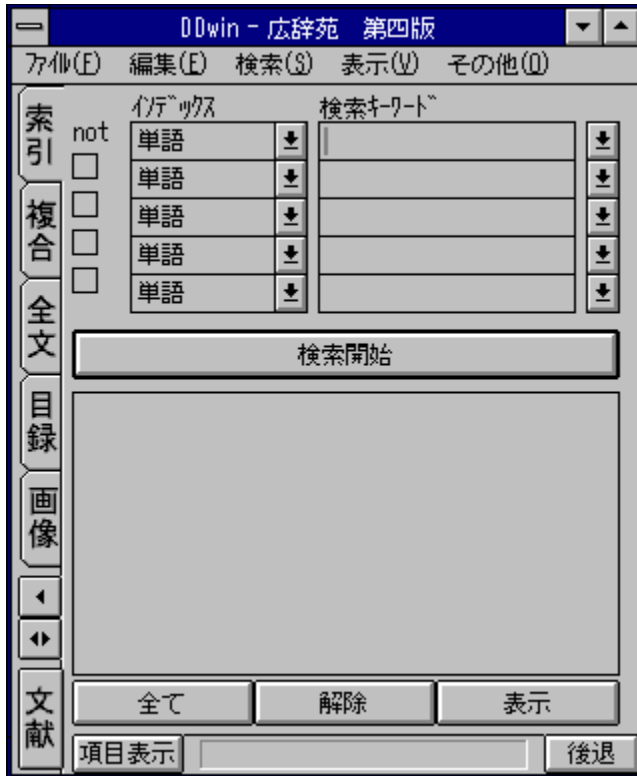 DDwin - 広辞苑 第四版
ﾌｧｲﾙ(F) 編集(E) 検索(S) 表示(V) その他(O)
索引
複合
全文
目録
画像
文献
not
ｲﾝﾃﾞｯｸｽ 検索ｷｰﾜｰﾄﾞ
単語
単語
単語
単語
単語
検索開始
全て 解除 表示
項目表示 後退